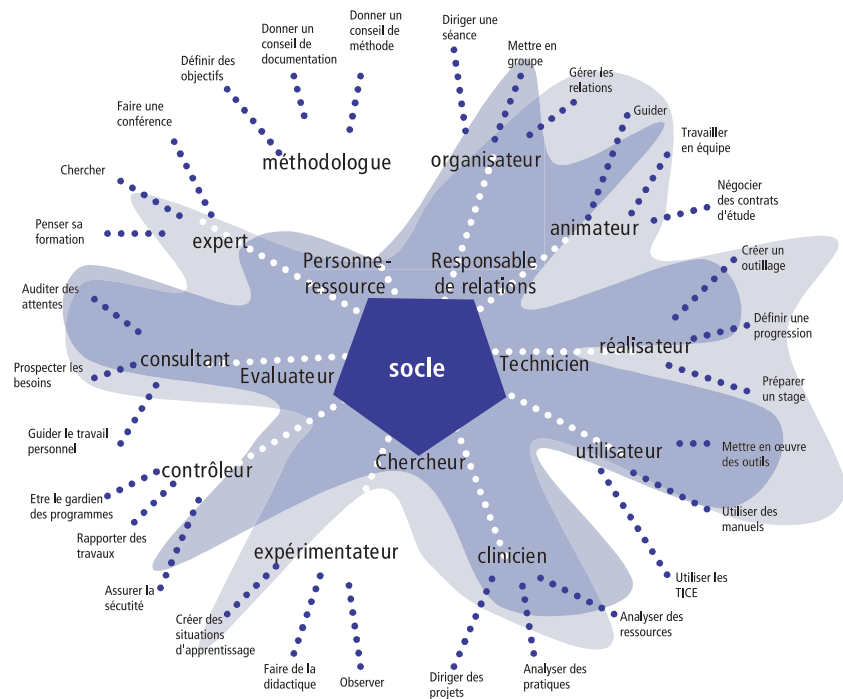 Donner un
conseil de
méthode
Donner un
conseil de
documentation
Définir des
objectifs
Faire une
conférence
Chercher
Penser sa
formation
Auditer des
attentes
Prospecter les
besoins
Guider le travail
personnel
Etre le gardien
des programmes
Rapporter des
travaux
Assurer la
sécutité
Créer des
situations
d'apprentissage
Faire de la
didactique
Observer
Diriger des
projets
Analyser des
pratiques
Analyser des
ressources
Utiliser les
TICE
Utiliser des
manuels
Mettre en œuvre
des outils
Préparer
un stage
Définir une
progression
Créer un
outillage
Négocier
des contrats
d'étude
Travailler
en équipe
Guider
Gérer les
relations
Mettre en
groupe
Diriger une
séance
méthodologue
organisateur
expert
animateur
Personne-
ressource
Responsable
de relations
consultant
Evaluateur
socle
Technicien
réalisateur
contrôleur
Chercheur
utilisateur
expérimentateur
clinicien